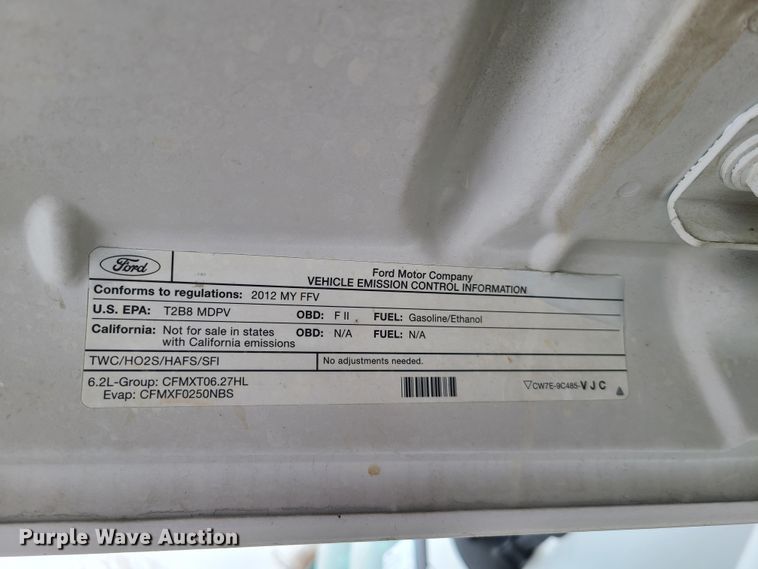 Ford
Ford Motor Company
VEHICLE EMISSION CONTROL INFORMATION
Conforms to regulations: 2012 MY FFV
U.S. EPA: T2B8 MDPV OBD: F II FUEL: Gasoline/Ethanol
California: Not for sale in states with California emissions OBD: N/A FUEL: N/A
TWC/HO2S/HAFS/SFI No adjustments needed.
6.2L-Group: CFMXT06.27HL
Evap: CFMXF0250NBS
CW7E-9C485-VJC
Purple Wave Auction